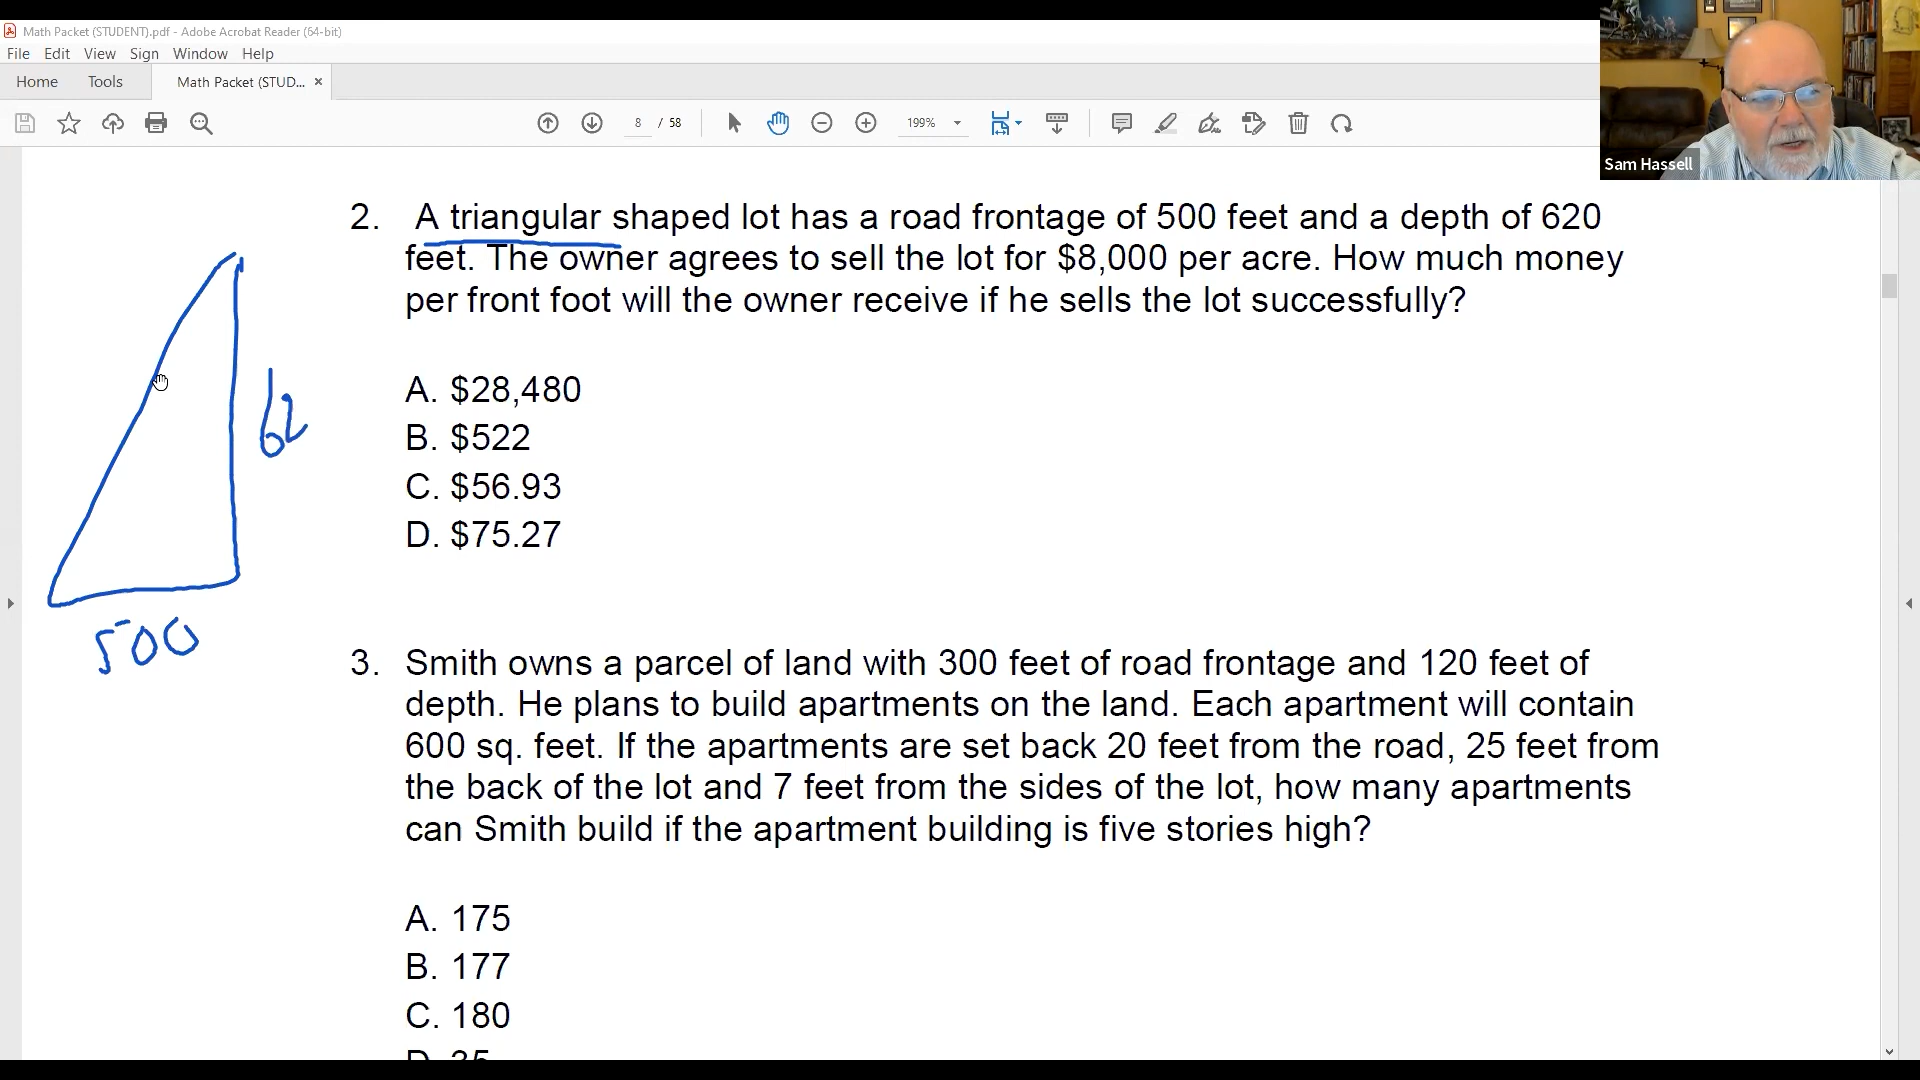 Math Packet (STUDENT).pdf - Adobe Acrobat Reader (64-bit)
File Edit View Sign Window Help
Home Tools Math Packet (STUD... ×
8 / 58 199%
Sam Hassell
2. A triangular shaped lot has a road frontage of 500 feet and a depth of 620
feet. The owner agrees to sell the lot for $8,000 per acre. How much money
per front foot will the owner receive if he sells the lot successfully?
A. $28,480
B. $522
C. $56.93
D. $75.27
62
500
3. Smith owns a parcel of land with 300 feet of road frontage and 120 feet of
depth. He plans to build apartments on the land. Each apartment will contain
600 sq. feet. If the apartments are set back 20 feet from the road, 25 feet from
the back of the lot and 7 feet from the sides of the lot, how many apartments
can Smith build if the apartment building is five stories high?
A. 175
B. 177
C. 180
D. 35